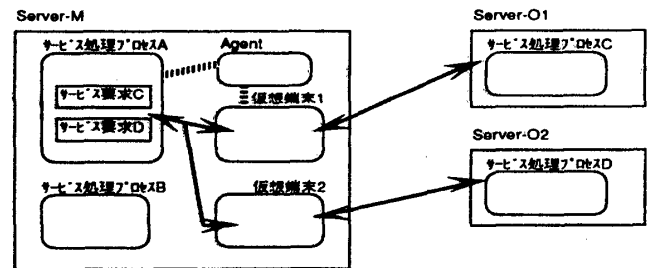 Server-M
Server-O1
サービス処理プロセスA
Agent
サービス処理プロセスC
サービス要求C
仮想端末1
サービス要求D
Server-O2
サービス処理プロセスD
サービス処理プロセスB
仮想端末2